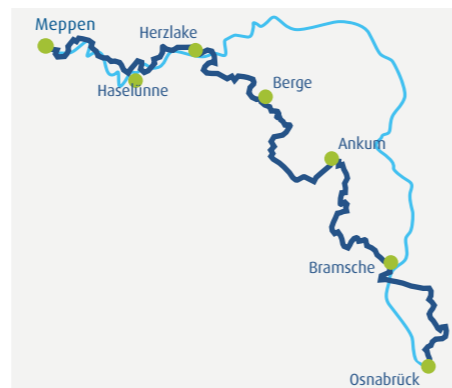 Meppen
Herzlake
Haselünne
Berge
Ankum
Bramsche
Osnabrück